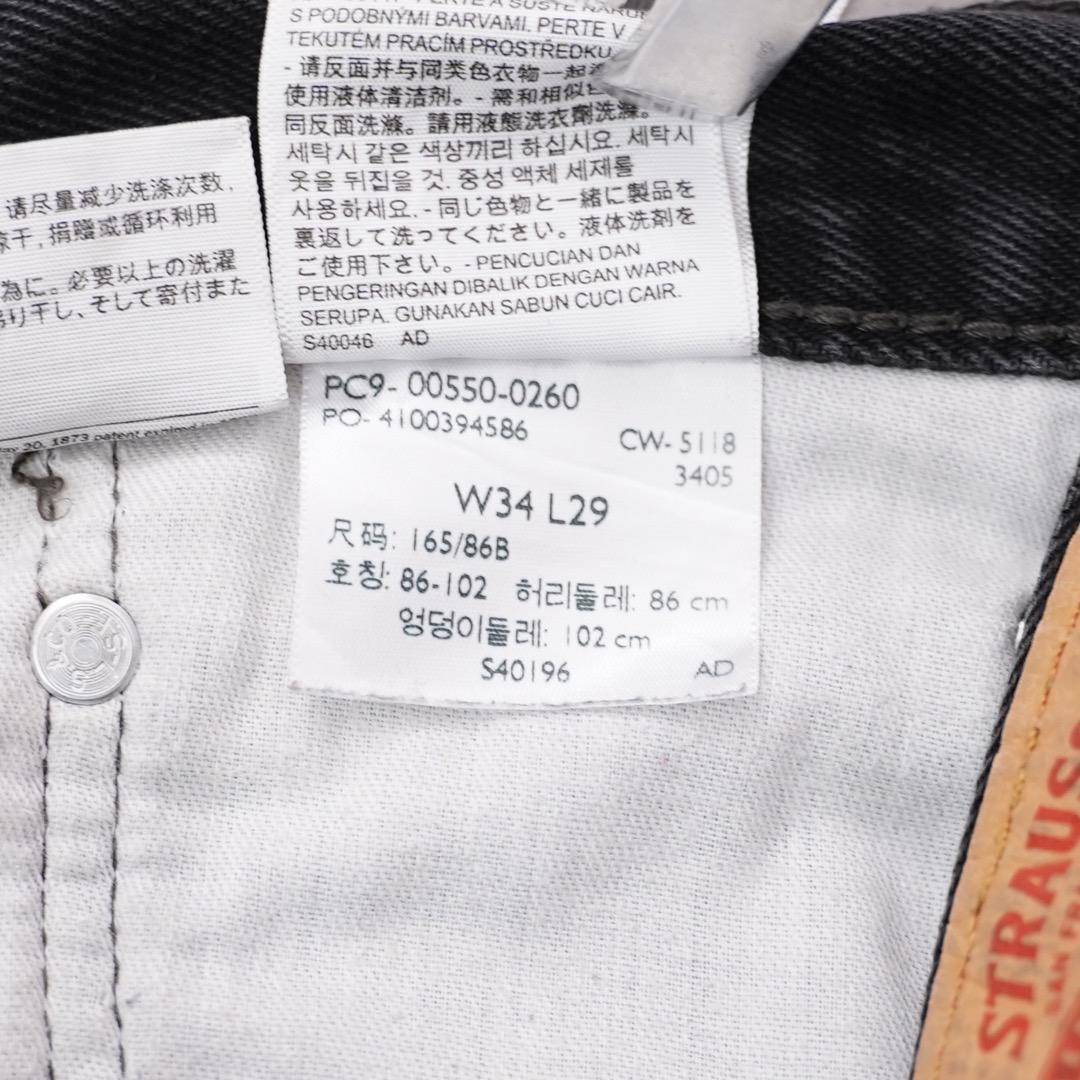 S PODOBNÝMI BARVAMI. PERTE V
TEKUTÉM PRACÍM PROSTŘEDKU
- 请反面并与同类色衣物一起
使用液体清洁剂。- 需和相似
同反面洗滌。請用液態洗衣劑洗滌。
세탁시 같은 색상끼리 하십시요. 세탁시
옷을 뒤집을 것. 중성 액체 세제를
사용하세요. - 同じ色物と一緒に製品を
裏返して洗ってください。液体洗剤を
ご使用下さい。- PENCUCIAN DAN
PENGERINGAN DIBALIK DENGAN WARNA
SERUPA. GUNAKAN SABUN CUCI CAIR.
S40046 AD
请尽量减少洗涤次数,
干, 捐赠或循环利用
為に。必要以上の洗濯
り干し、そして寄付また
20, 1873 patent expired
PC9- 00550-0260
PO- 4100394586
CW- 5118
3405
W34 L29
尺码: 165/86B
호칭: 86-102 허리둘레: 86 cm
엉덩이둘레: 102 cm
S40196 AD
STRAUSS